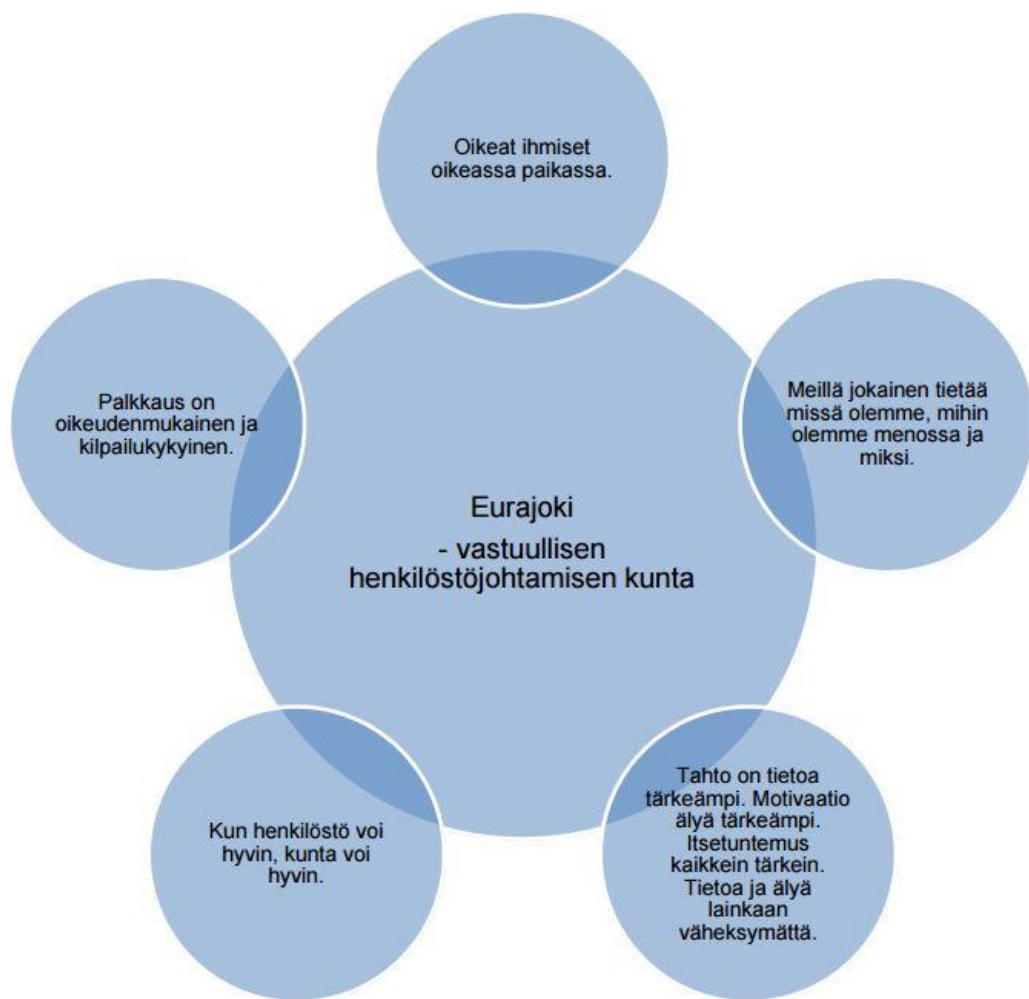 Oikeat ihmiset
oikeassa paikassa.
Palkkaus on
oikeudenmukainen ja
kilpailukykyinen.
Meillä jokainen tietää
missä olemme, mihin
olemme menossa ja
miksi.
Eurajoki
- vastuullisen
henkilöstöjohtamisen kunta
Kun henkilöstö voi
hyvin, kunta voi
hyvin.
Tahto on tietoa
tärkeämpi. Motivaatio
älyä tärkeämpi.
Itsetuntemus
kaikkein tärkein.
Tietoa ja älyä
lainkaan
väheksymättä.